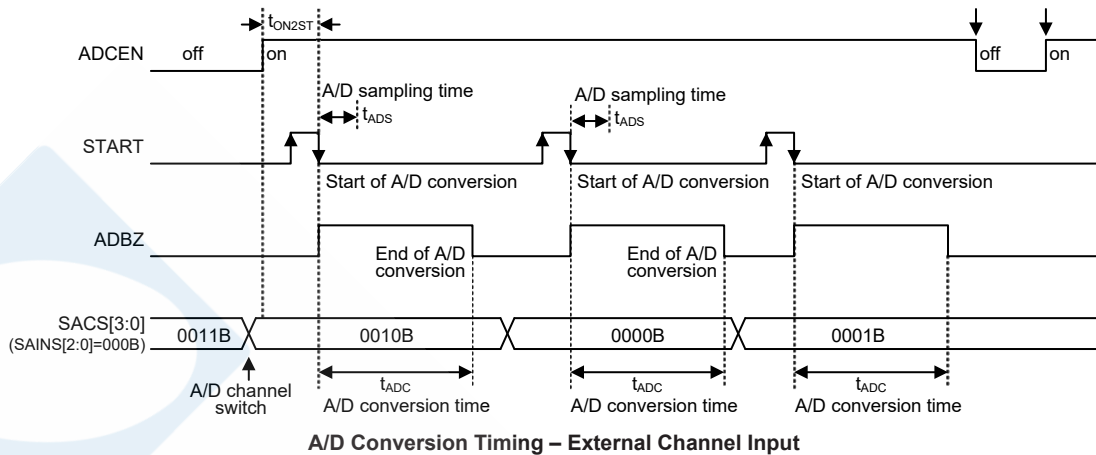 tON2ST
ADCEN off on off on
A/D sampling time A/D sampling time
tADS tADS
START
Start of A/D conversion Start of A/D conversion Start of A/D conversion
ADBZ
End of A/D conversion End of A/D conversion
SACS[3:0]
(SAINS[2:0]=000B)
0011B 0010B 0000B 0001B
A/D channel switch
tADC tADC tADC
A/D conversion time A/D conversion time A/D conversion time
A/D Conversion Timing – External Channel Input